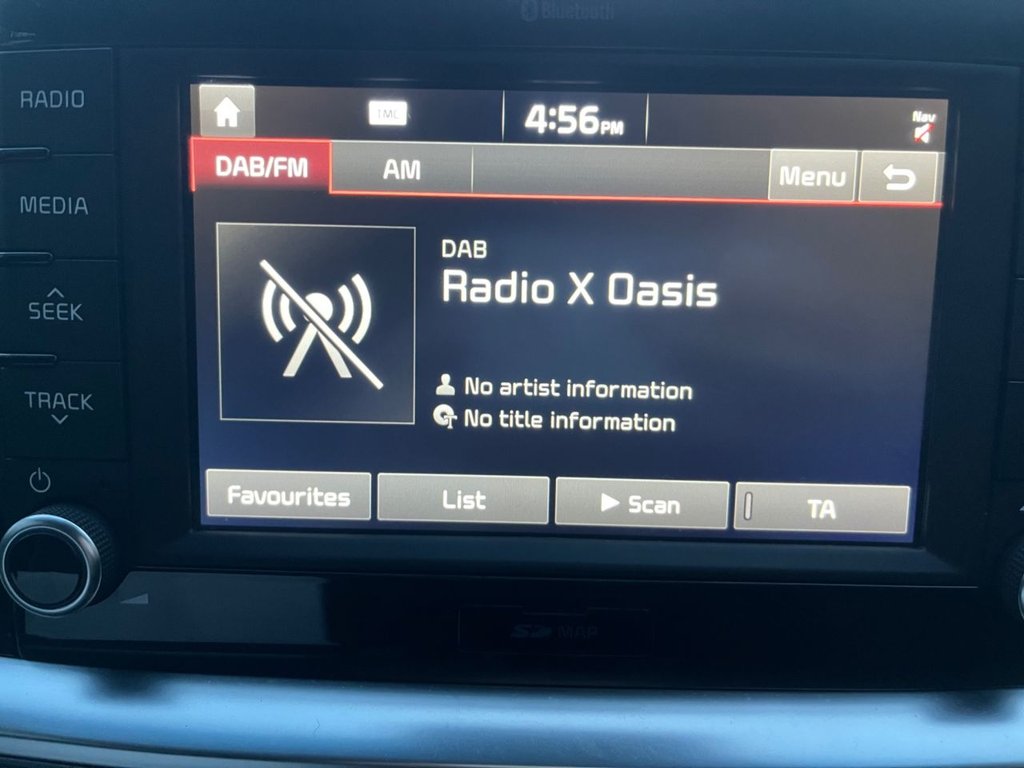 Bluetooth
RADIO
MEDIA
SEEK
TRACK
TMC
4:56PM
Nav
DAB/FM
AM
Menu
DAB
Radio X Oasis
No artist information
No title information
Favourites
List
Scan
TA
SD MAP